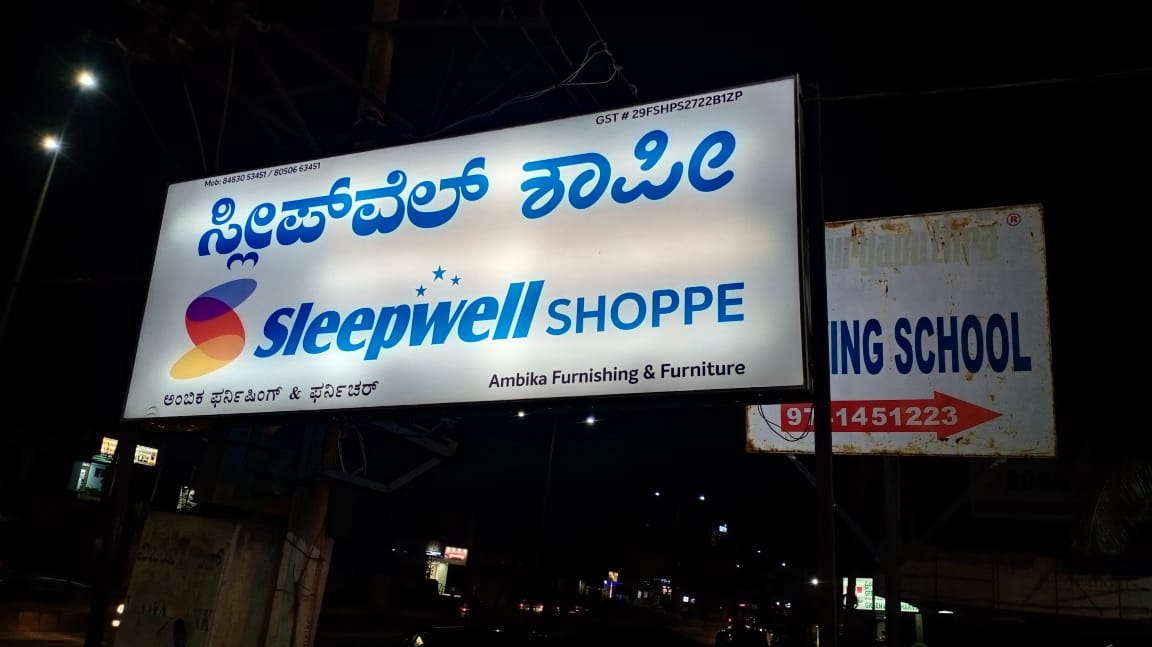 Mob: 84830 53451 / 80506 63451
GST # 29FSHPS2722B1ZP
ಸ್ಲೀಪ್‌ವೆಲ್ ಶಾಪೀ
Sleepwell SHOPPE
ಅಂಬಿಕ ಫರ್ನಿಷಿಂಗ್ & ಫರ್ನಿಚರ್
Ambika Furnishing & Furniture
®
ING SCHOOL
1451223